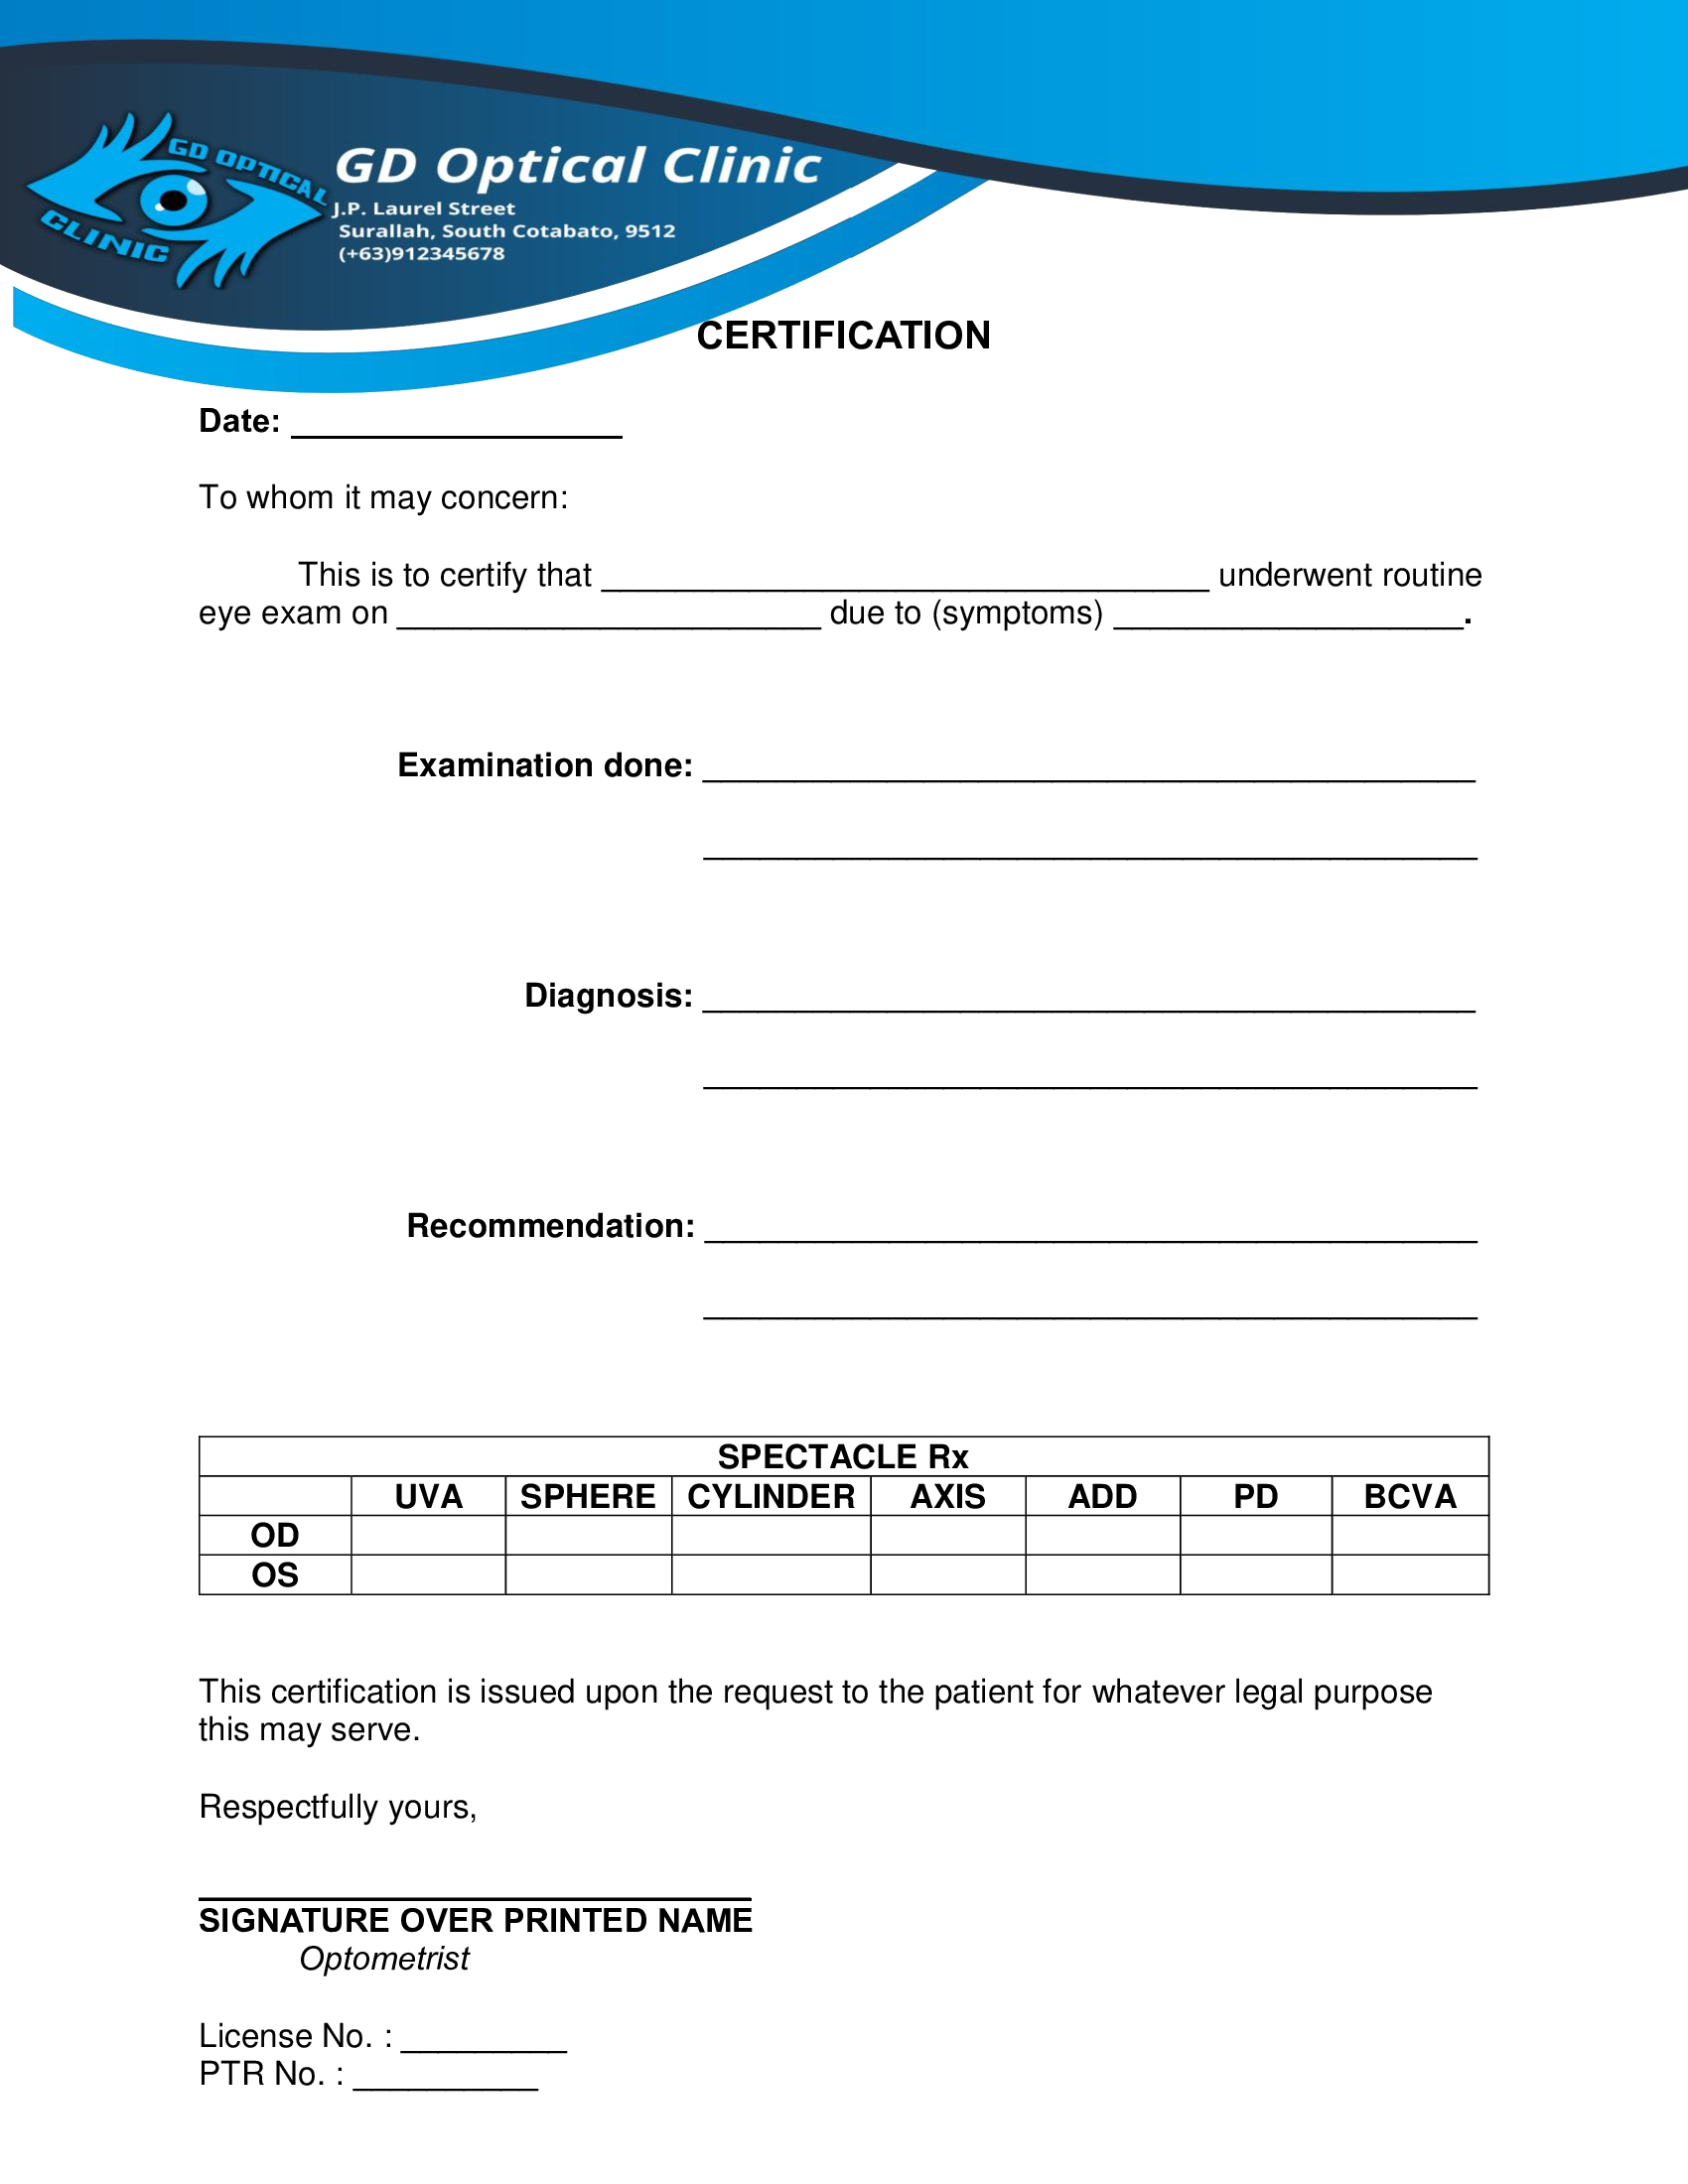 GD OPTICAL
CLINIC
GD Optical Clinic
J.P. Laurel Street
Surallah, South Cotabato, 9512
(+63)912345678
CERTIFICATION
Date: __________________
To whom it may concern:
This is to certify that _________________________________ underwent routine
eye exam on _______________________ due to (symptoms) ___________________.
Examination done: __________________________________________
__________________________________________
Diagnosis: __________________________________________
__________________________________________
Recommendation: __________________________________________
__________________________________________
SPECTACLE Rx
UVA SPHERE CYLINDER AXIS ADD PD BCVA
OD
OS
This certification is issued upon the request to the patient for whatever legal purpose
this may serve.
Respectfully yours,
______________________________
SIGNATURE OVER PRINTED NAME
Optometrist
License No. : _________
PTR No. : __________